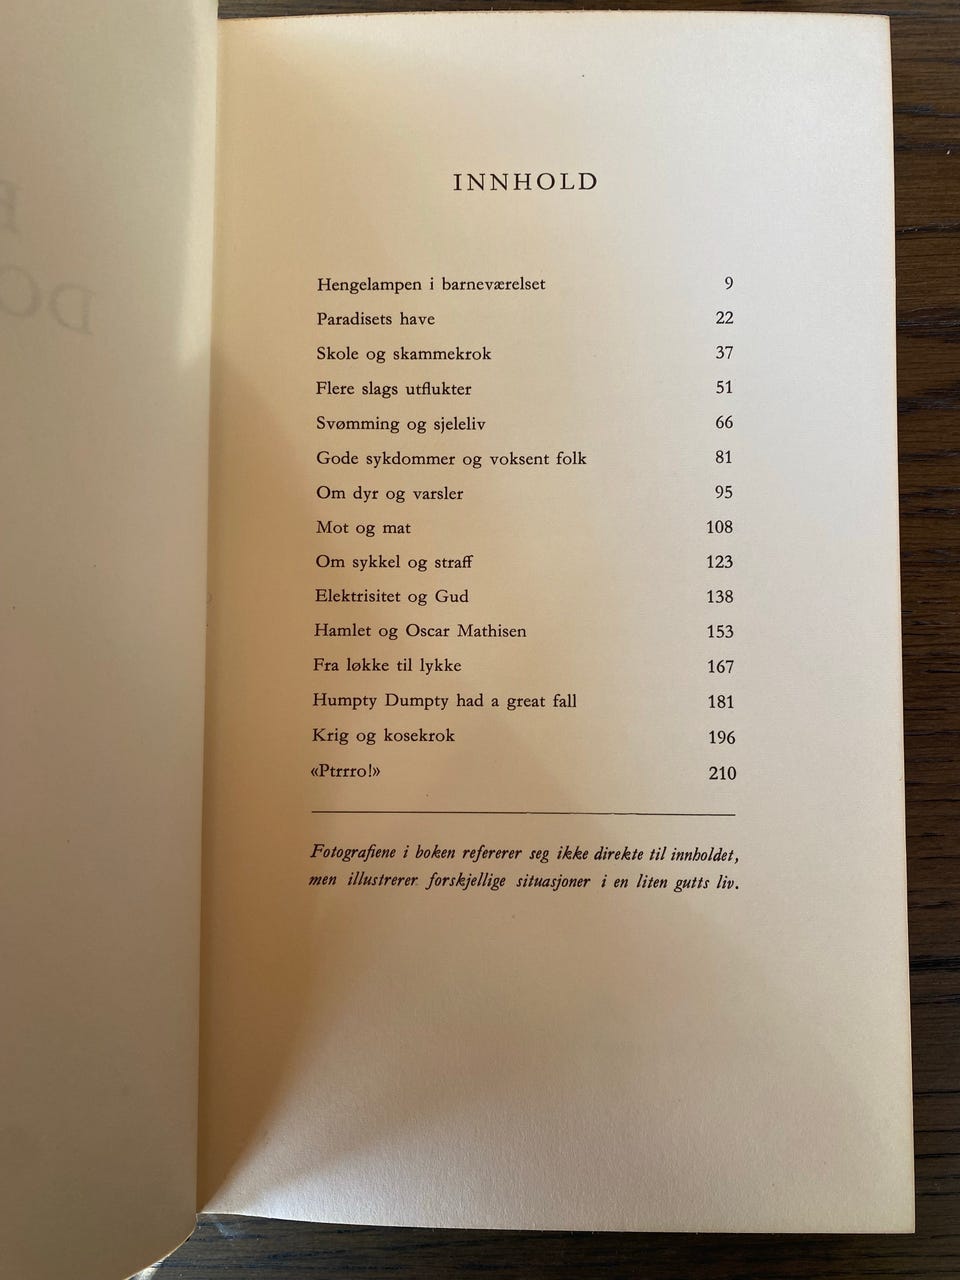 INNHOLD
Hengelampen i barneværelset 9
Paradisets have 22
Skole og skammekrok 37
Flere slags utflukter 51
Svømming og sjeleliv 66
Gode sykdommer og voksent folk 81
Om dyr og varsler 95
Mot og mat 108
Om sykkel og straff 123
Elektrisitet og Gud 138
Hamlet og Oscar Mathisen 153
Fra løkke til lykke 167
Humpty Dumpty had a great fall 181
Krig og kosekrok 196
«Ptrrro!» 210
Fotografiene i boken refererer seg ikke direkte til innholdet,
men illustrerer forskjellige situasjoner i en liten gutts liv.